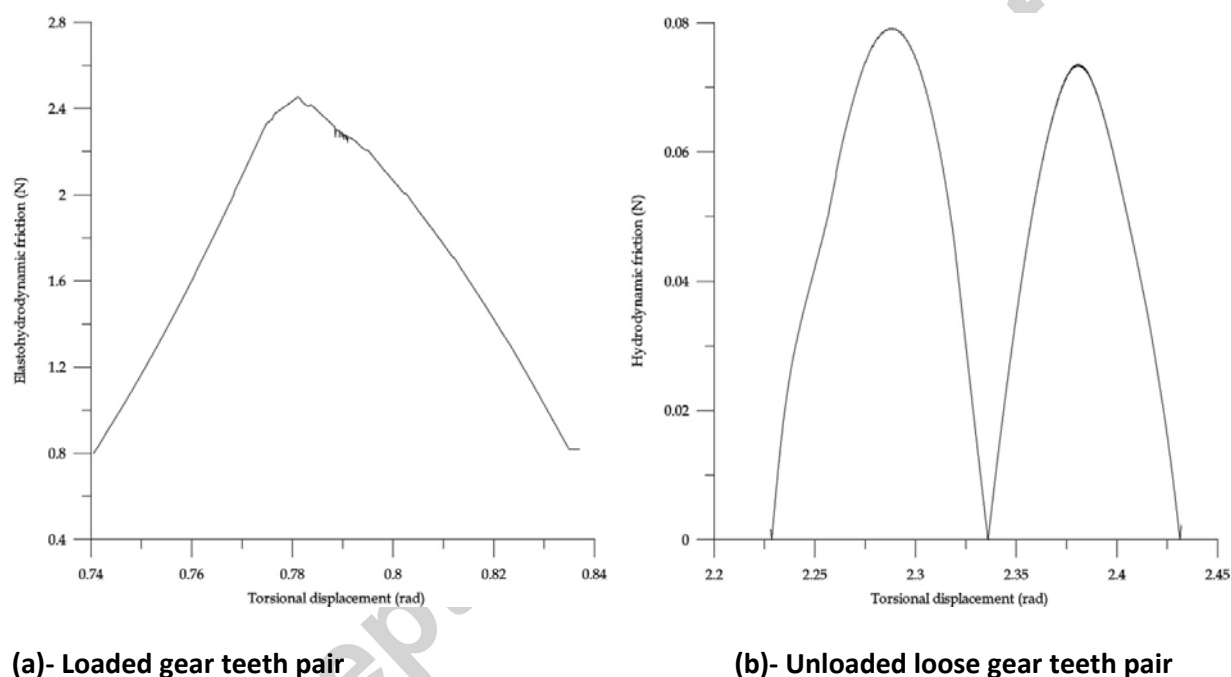 2.8
2.4
2
1.6
1.2
0.8
0.4
Elastohydrodynamic friction (N)
0.74 0.76 0.78 0.8 0.82 0.84
Torsional displacement (rad)
0.08
0.06
0.04
0.02
0
Hydrodynamic friction (N)
2.2 2.25 2.3 2.35 2.4 2.45
Torsional displacement (rad)
(a)- Loaded gear teeth pair
(b)- Unloaded loose gear teeth pair